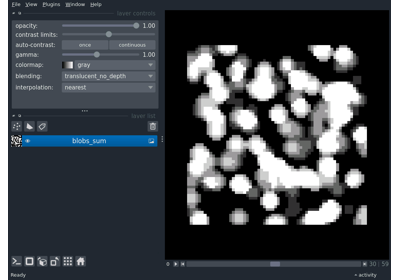 File View Plugins Window Help
layer controls
opacity: 1.00
contrast limits:
auto-contrast: once continuous
gamma: 1.00
colormap: gray
blending: translucent_no_depth
interpolation: nearest
layer list
blobs_sum
30 59
Ready
activity